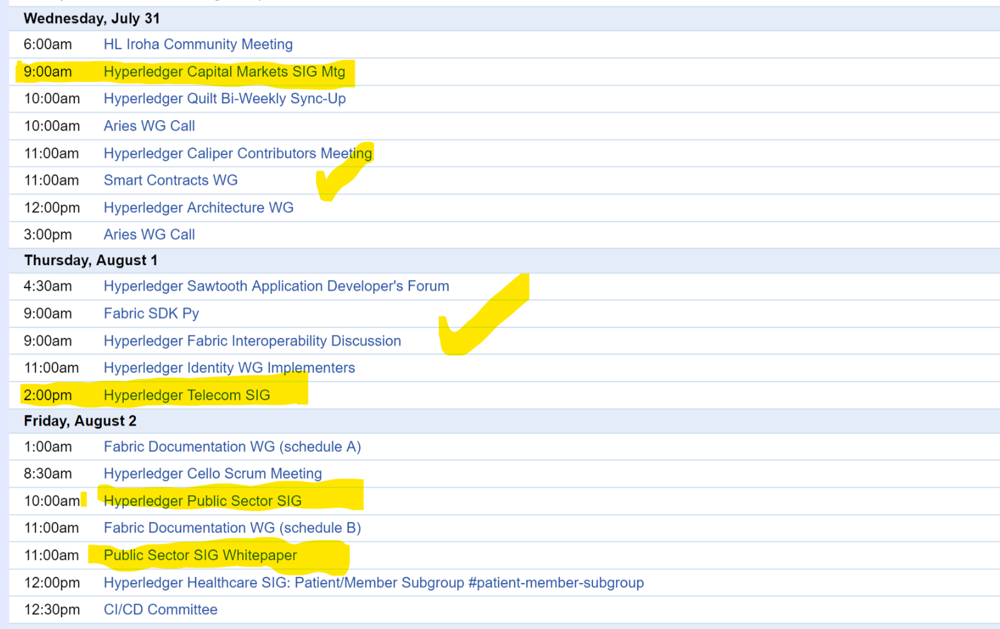 Wednesday, July 31
6:00am HL Iroha Community Meeting
9:00am Hyperledger Capital Markets SIG Mtg
10:00am Hyperledger Quilt Bi-Weekly Sync-Up
10:00am Aries WG Call
11:00am Hyperledger Caliper Contributors Meeting
11:00am Smart Contracts WG
12:00pm Hyperledger Architecture WG
3:00pm Aries WG Call
Thursday, August 1
4:30am Hyperledger Sawtooth Application Developer's Forum
9:00am Fabric SDK Py
9:00am Hyperledger Fabric Interoperability Discussion
11:00am Hyperledger Identity WG Implementers
2:00pm Hyperledger Telecom SIG
Friday, August 2
1:00am Fabric Documentation WG (schedule A)
8:30am Hyperledger Cello Scrum Meeting
10:00am Hyperledger Public Sector SIG
11:00am Fabric Documentation WG (schedule B)
11:00am Public Sector SIG Whitepaper
12:00pm Hyperledger Healthcare SIG: Patient/Member Subgroup #patient-member-subgroup
12:30pm CI/CD Committee